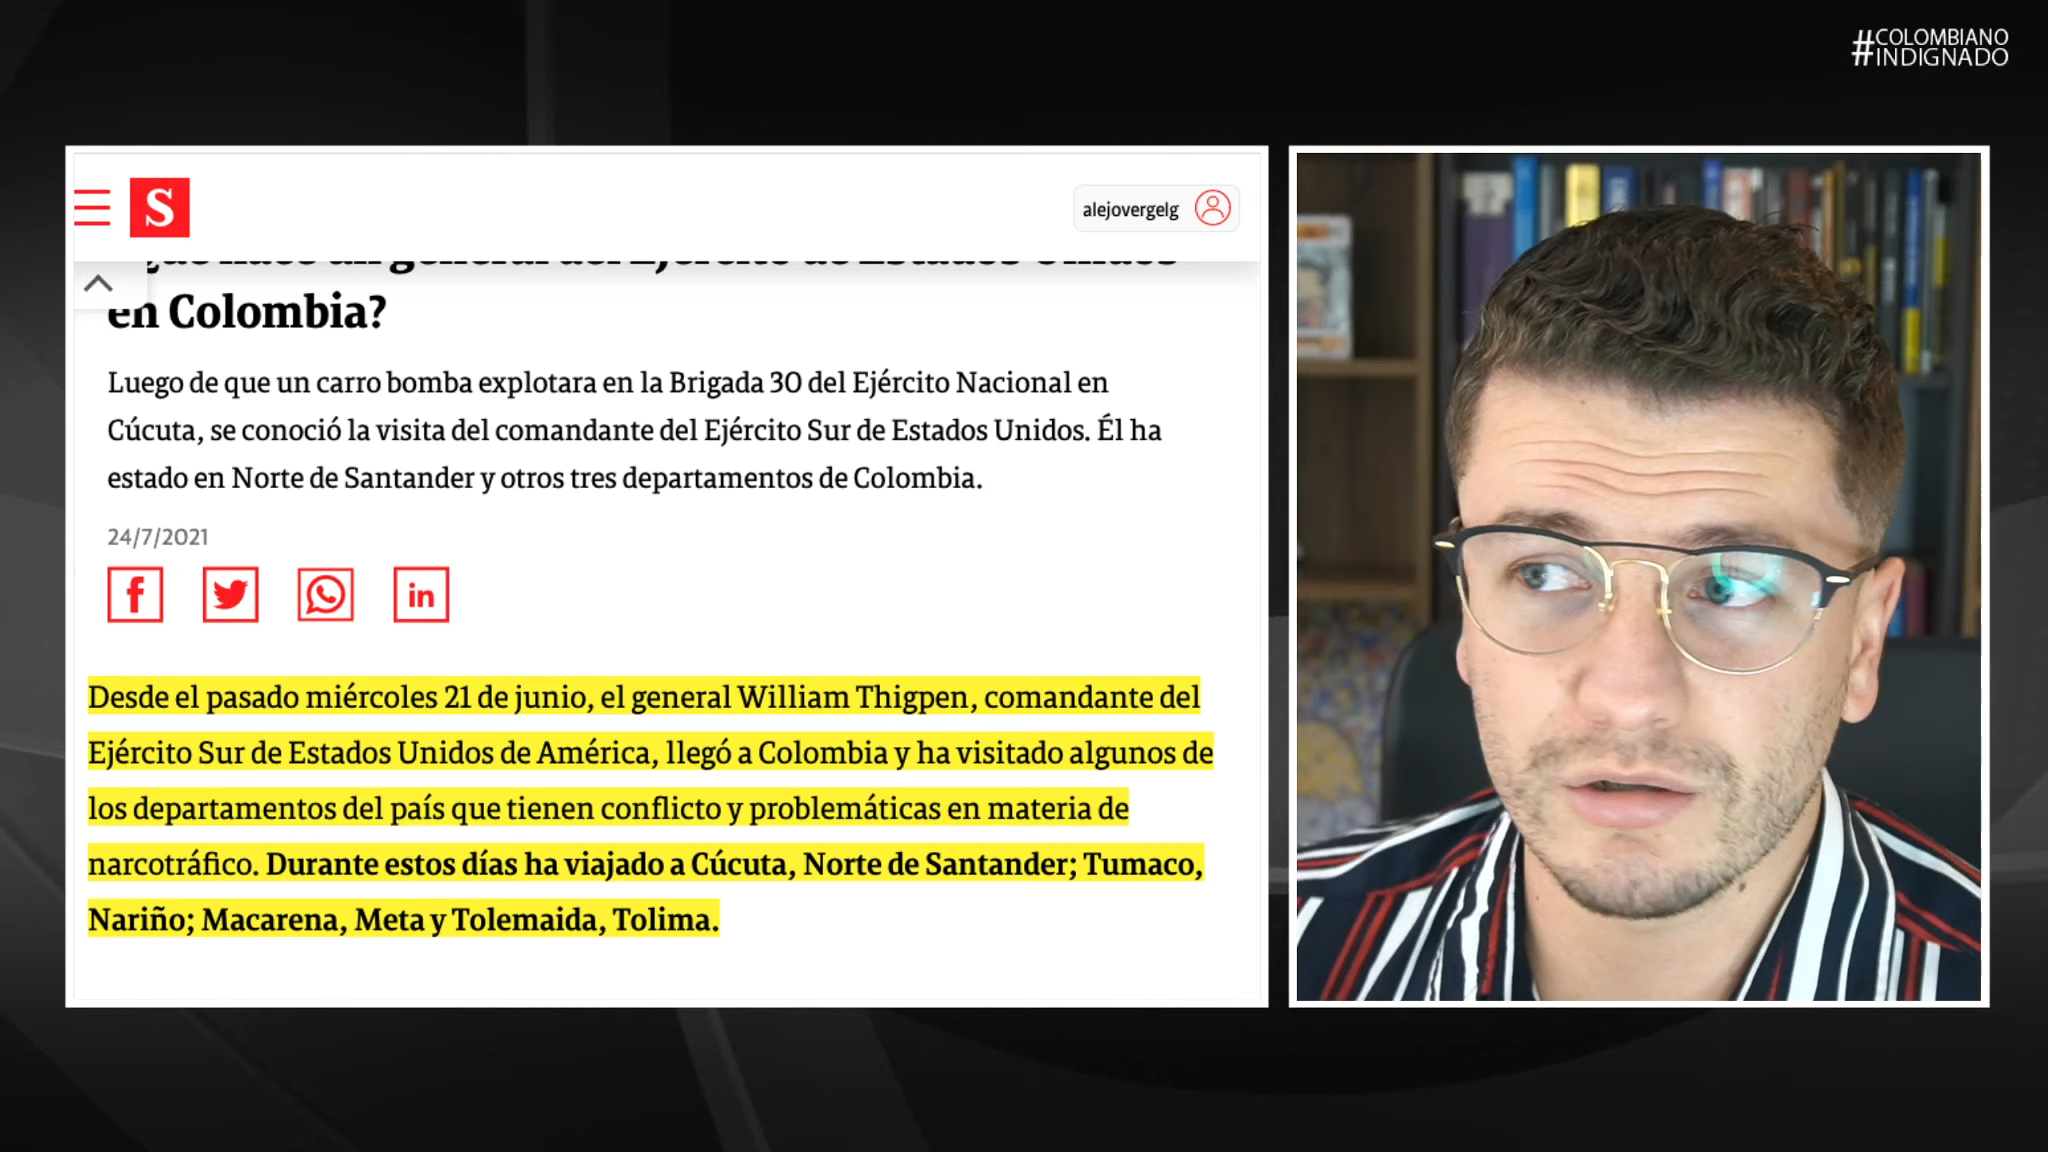 #COLOMBIANO
INDIGNADO
S
alejovergelg
en Colombia?
Luego de que un carro bomba explotara en la Brigada 30 del Ejército Nacional en
Cúcuta, se conoció la visita del comandante del Ejército Sur de Estados Unidos. Él ha
estado en Norte de Santander y otros tres departamentos de Colombia.
24/7/2021
Desde el pasado miércoles 21 de junio, el general William Thigpen, comandante del
Ejército Sur de Estados Unidos de América, llegó a Colombia y ha visitado algunos de
los departamentos del país que tienen conflicto y problemáticas en materia de
narcotráfico. Durante estos días ha viajado a Cúcuta, Norte de Santander; Tumaco,
Nariño; Macarena, Meta y Tolemaida, Tolima.